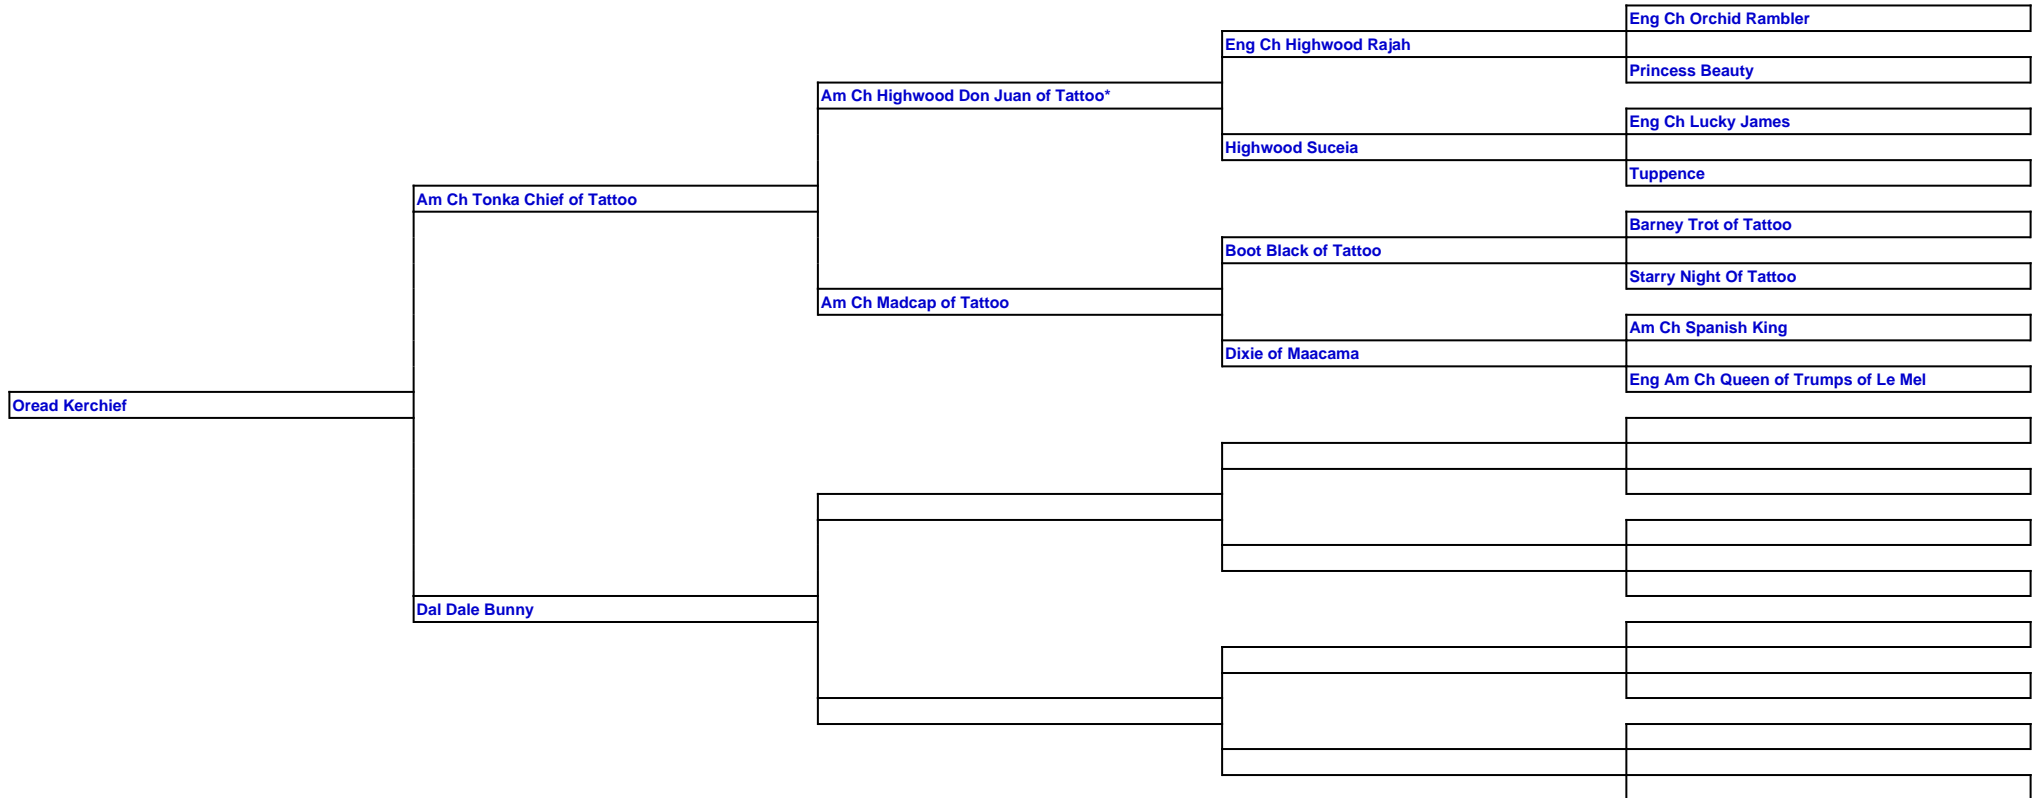 Eng Ch Orchid Rambler
Eng Ch Highwood Rajah
Princess Beauty
Am Ch Highwood Don Juan of Tattoo*
Eng Ch Lucky James
Highwood Suceia
Tuppence
Am Ch Tonka Chief of Tattoo
Barney Trot of Tattoo
Boot Black of Tattoo
Starry Night Of Tattoo
Am Ch Madcap of Tattoo
Am Ch Spanish King
Dixie of Maacama
Eng Am Ch Queen of Trumps of Le Mel
Oread Kerchief
Dal Dale Bunny